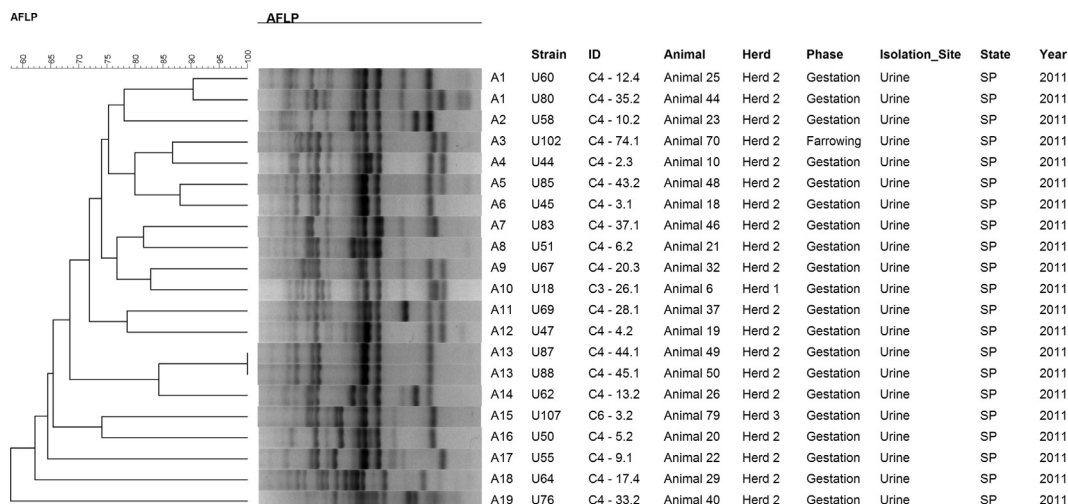 AFLP AFLP
60 65 70 75 80 85 90 95 100
Strain ID Animal Herd Phase Isolation_Site State Year
A1 U60 C4 - 12.4 Animal 25 Herd 2 Gestation Urine SP 2011
A1 U80 C4 - 35.2 Animal 44 Herd 2 Gestation Urine SP 2011
A2 U58 C4 - 10.2 Animal 23 Herd 2 Gestation Urine SP 2011
A3 U102 C4 - 74.1 Animal 70 Herd 2 Farrowing Urine SP 2011
A4 U44 C4 - 2.3 Animal 10 Herd 2 Gestation Urine SP 2011
A5 U85 C4 - 43.2 Animal 48 Herd 2 Gestation Urine SP 2011
A6 U45 C4 - 3.1 Animal 18 Herd 2 Gestation Urine SP 2011
A7 U83 C4 - 37.1 Animal 46 Herd 2 Gestation Urine SP 2011
A8 U51 C4 - 6.2 Animal 21 Herd 2 Gestation Urine SP 2011
A9 U67 C4 - 20.3 Animal 32 Herd 2 Gestation Urine SP 2011
A10 U18 C3 - 26.1 Animal 6 Herd 1 Gestation Urine SP 2011
A11 U69 C4 - 28.1 Animal 37 Herd 2 Gestation Urine SP 2011
A12 U47 C4 - 4.2 Animal 19 Herd 2 Gestation Urine SP 2011
A13 U87 C4 - 44.1 Animal 49 Herd 2 Gestation Urine SP 2011
A13 U88 C4 - 45.1 Animal 50 Herd 2 Gestation Urine SP 2011
A14 U62 C4 - 13.2 Animal 26 Herd 2 Gestation Urine SP 2011
A15 U107 C6 - 3.2 Animal 79 Herd 3 Gestation Urine SP 2011
A16 U50 C4 - 5.2 Animal 20 Herd 2 Gestation Urine SP 2011
A17 U55 C4 - 9.1 Animal 22 Herd 2 Gestation Urine SP 2011
A18 U64 C4 - 17.4 Animal 29 Herd 2 Gestation Urine SP 2011
A19 U76 C4 - 33.2 Animal 40 Herd 2 Gestation Urine SP 2011